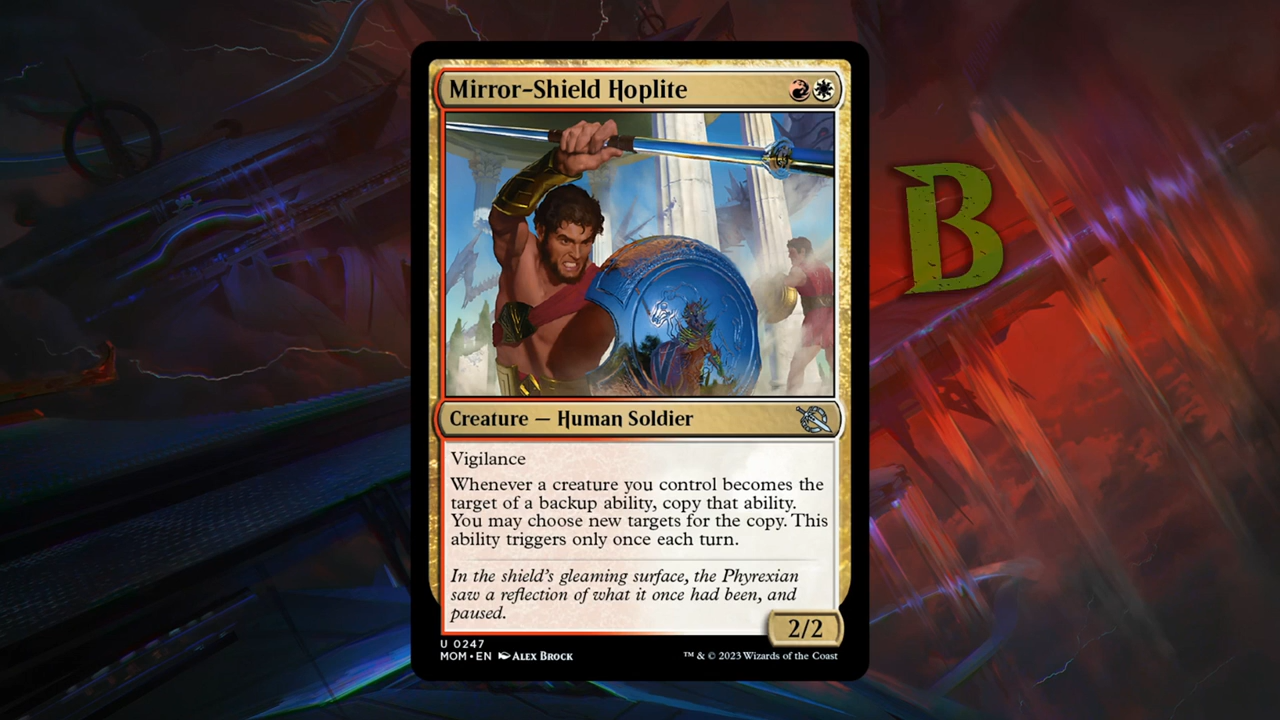 Mirror-Shield Hoplite
B
Creature — Human Soldier
Vigilance
Whenever a creature you control becomes the
target of a backup ability, copy that ability.
You may choose new targets for the copy. This
ability triggers only once each turn.
In the shield's gleaming surface, the Phyrexian
saw a reflection of what it once had been, and
paused.
2/2
U 0247
MOM • EN ALEX BROCK
™ & © 2023 Wizards of the Coast